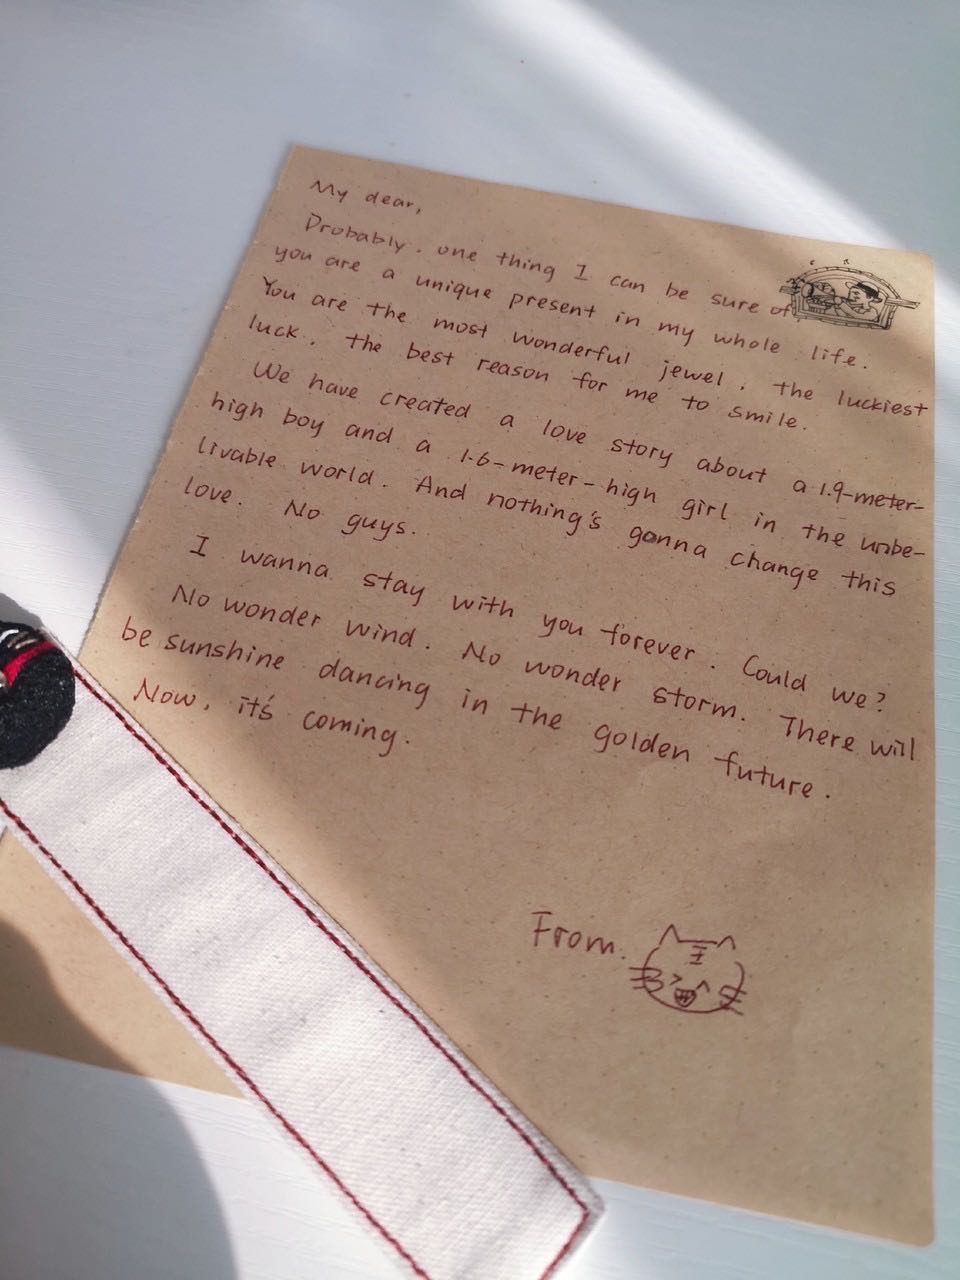 My dear,
Probably, one thing I can be sure of
you are a unique present in my whole life.
You are the most wonderful jewel, the luckiest
luck, the best reason for me to smile.
We have created a love story about a 1.9-meter-
high boy and a 1.6-meter-high girl in the unbe-
livable world. And nothing's gonna change this
love. No guys.
I wanna stay with you forever. Could we?
No wonder wind. No wonder storm. There will
be sunshine dancing in the golden future.
Now, it's coming.
From.